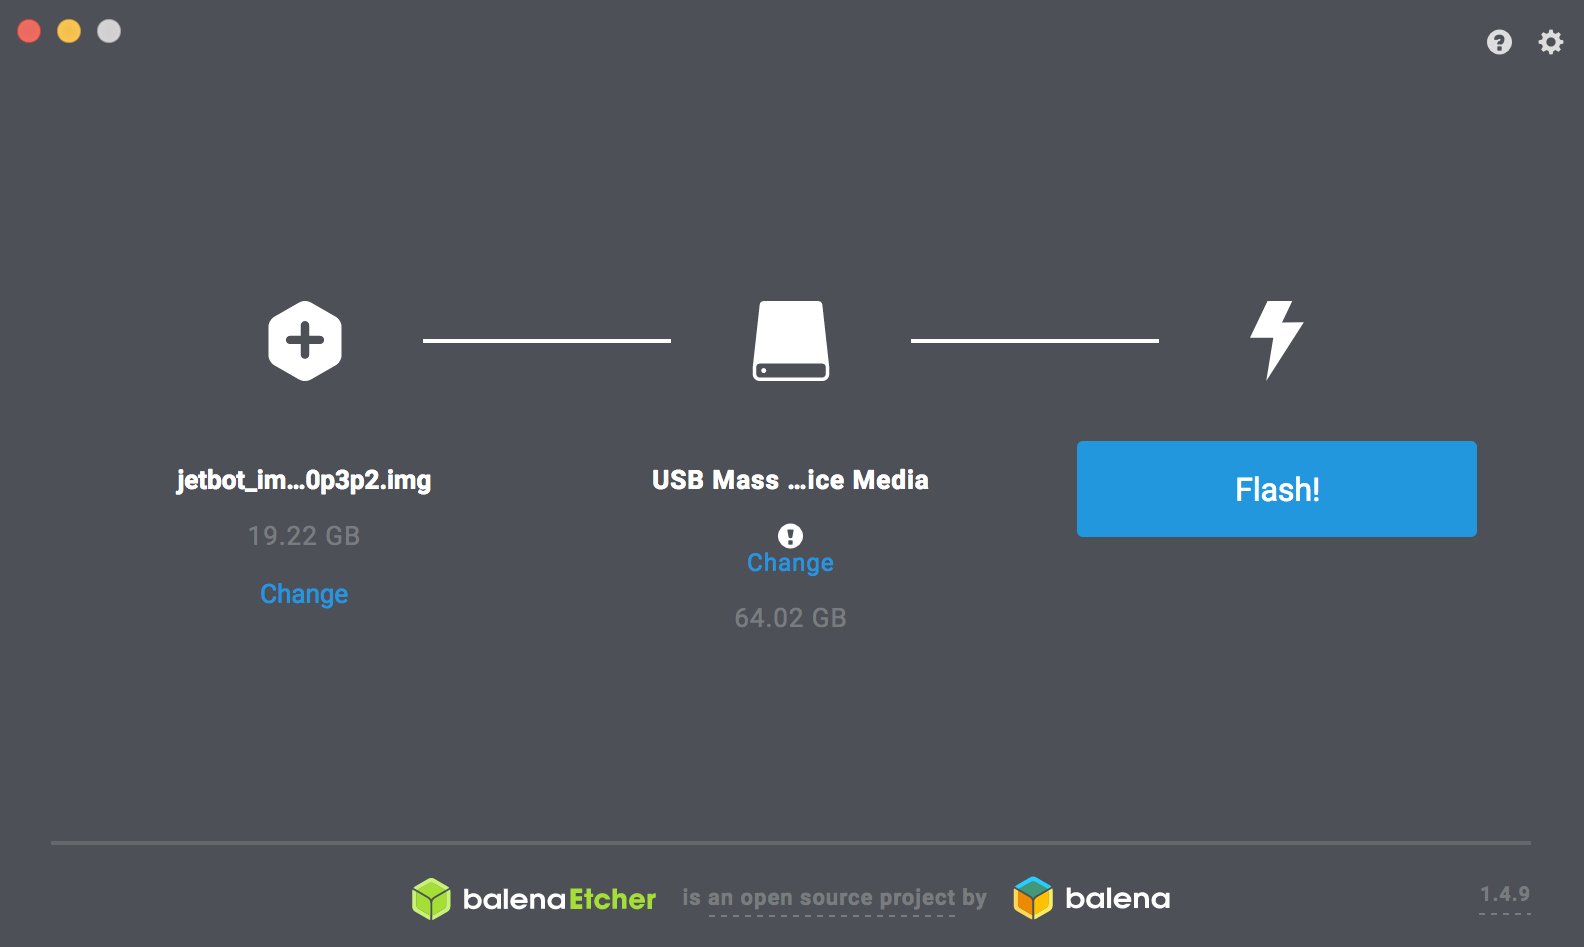 jetbot_im...0p3p2.img
19.22 GB
Change
USB Mass ...ice Media
Change
64.02 GB
Flash!
balenaEtcher is an open source project by balena
1.4.9